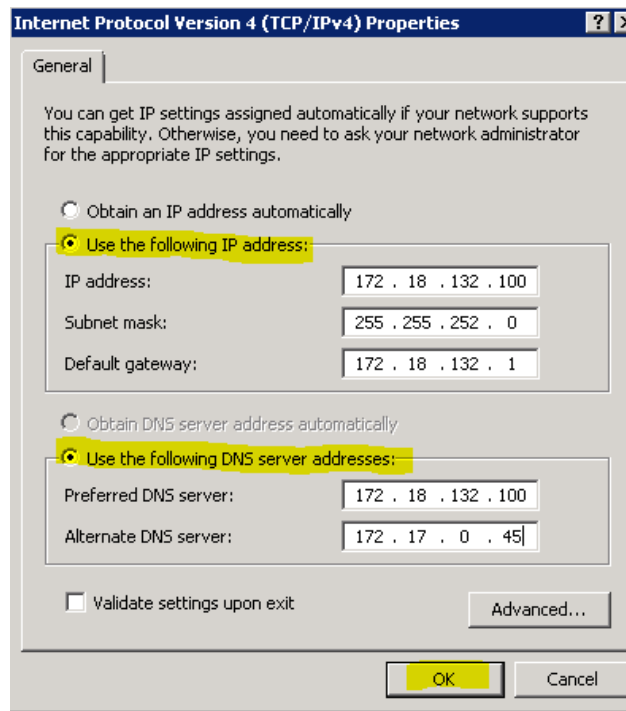 Internet Protocol Version 4 (TCP/IPv4) Properties
General
You can get IP settings assigned automatically if your network supports
this capability. Otherwise, you need to ask your network administrator
for the appropriate IP settings.
Obtain an IP address automatically
Use the following IP address:
IP address: 172 . 18 . 132 . 100
Subnet mask: 255 . 255 . 252 . 0
Default gateway: 172 . 18 . 132 . 1
Obtain DNS server address automatically
Use the following DNS server addresses:
Preferred DNS server: 172 . 18 . 132 . 100
Alternate DNS server: 172 . 17 . 0 . 45
Validate settings upon exit
Advanced...
OK Cancel